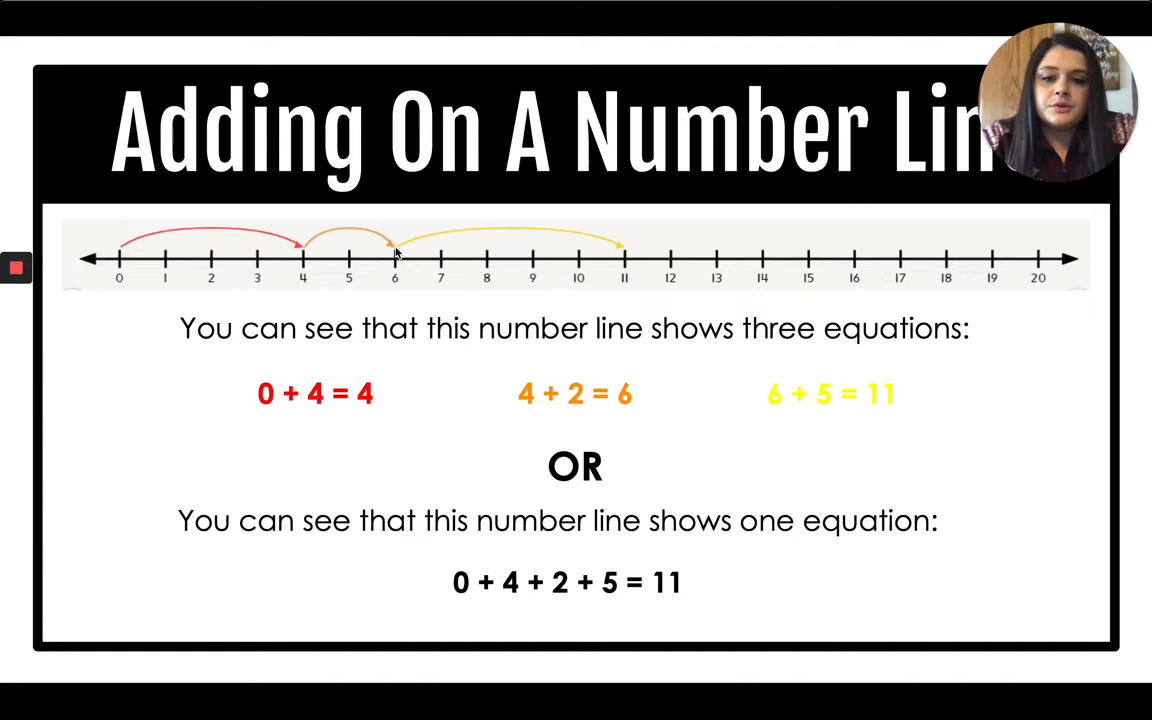 Adding On A Number Lin
0 1 2 3 4 5 6 7 8 9 10 11 12 13 14 15 16 17 18 19 20
You can see that this number line shows three equations:
0 + 4 = 4 4 + 2 = 6 6 + 5 = 11
OR
You can see that this number line shows one equation:
0 + 4 + 2 + 5 = 11